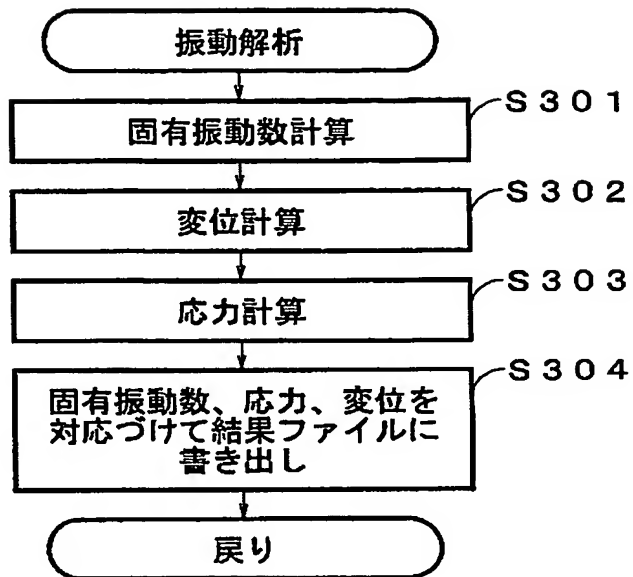 振動解析
固有振動数計算
S301
変位計算
S302
応力計算
S303
固有振動数、応力、変位を
対応づけて結果ファイルに
書き出し
S304
戻り